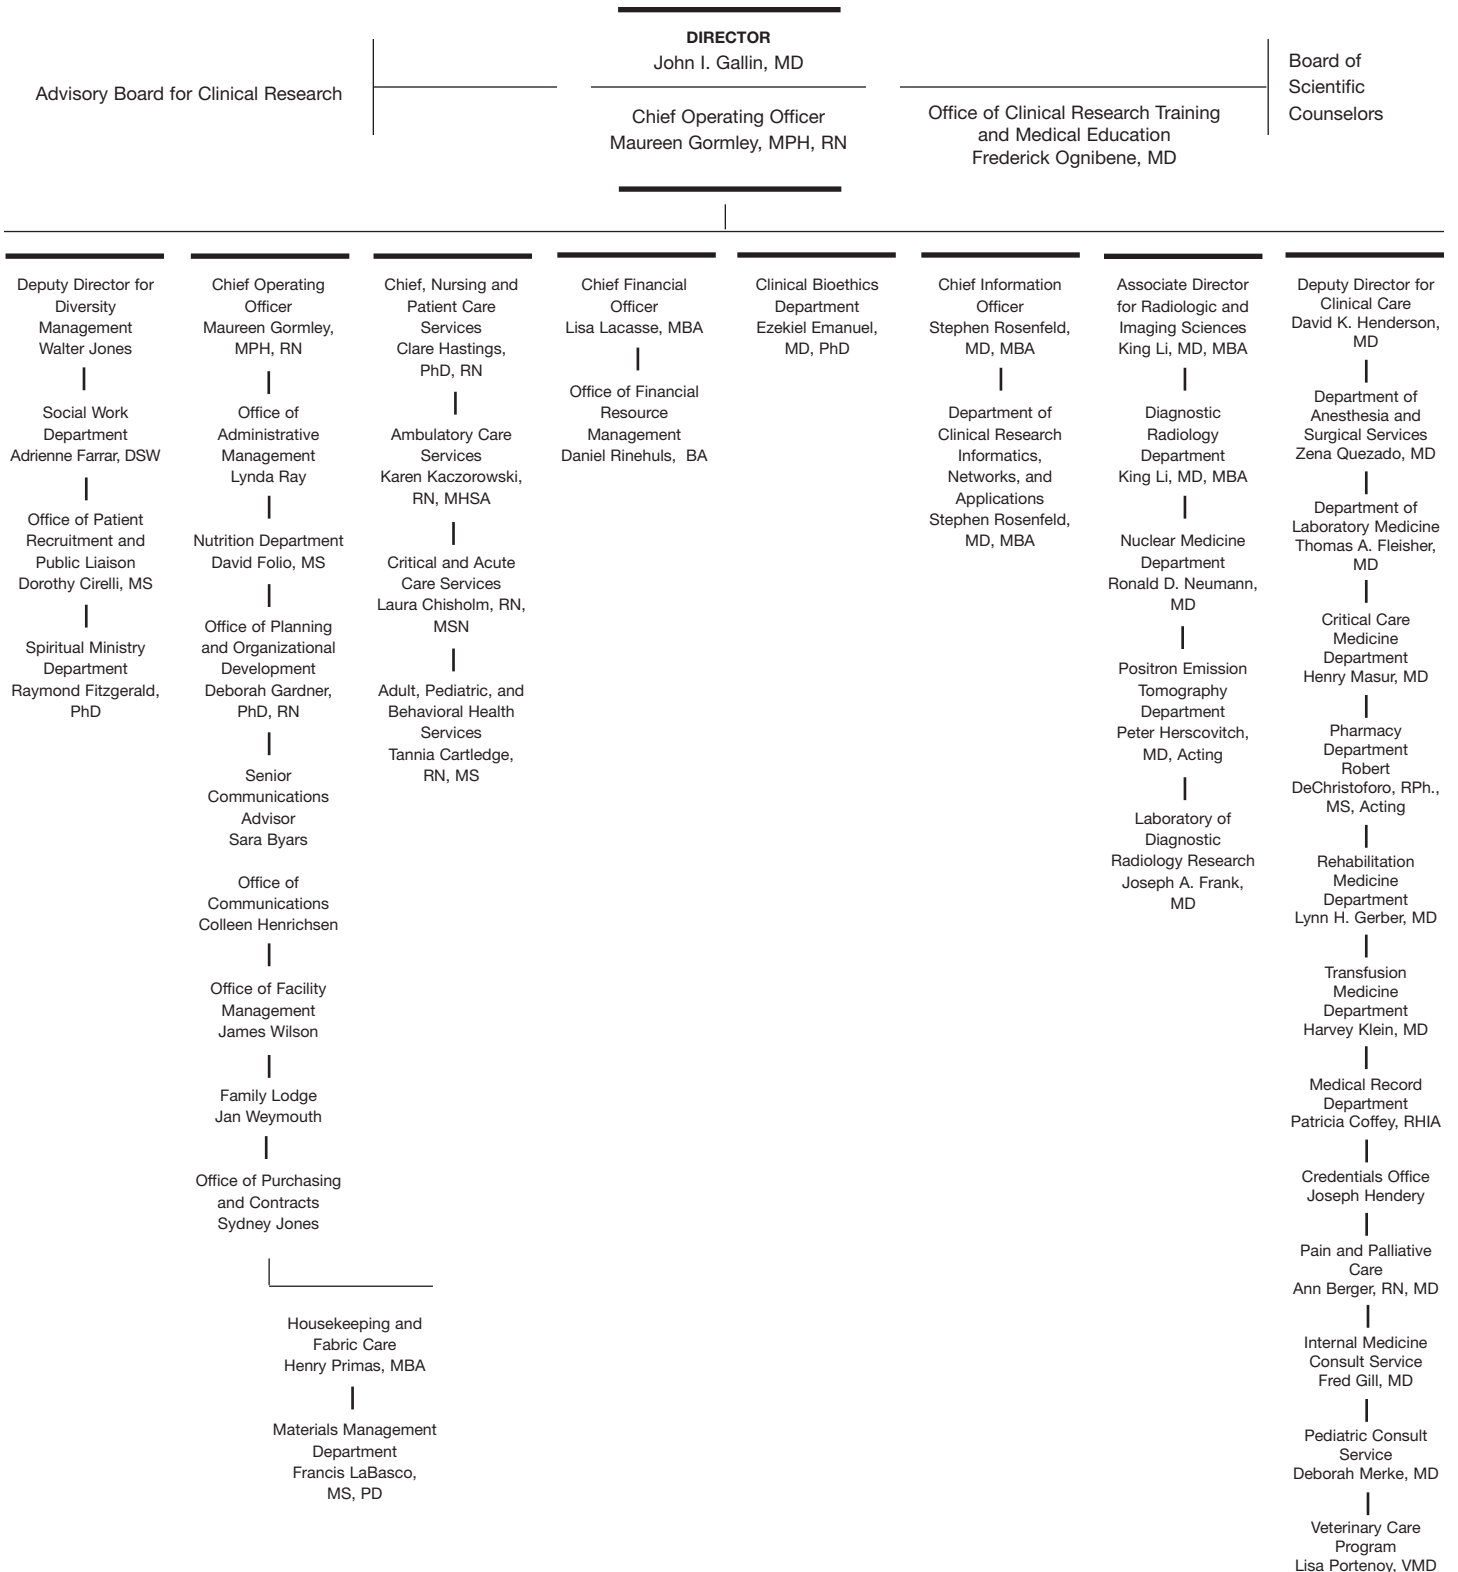 DIRECTOR
John I. Gallin, MD
Advisory Board for Clinical Research
Chief Operating Officer
Maureen Gormley, MPH, RN
Office of Clinical Research Training
and Medical Education
Frederick Ognibene, MD
Board of
Scientific
Counselors
Deputy Director for
Diversity
Management
Walter Jones
Social Work
Department
Adrienne Farrar, DSW
Office of Patient
Recruitment and
Public Liaison
Dorothy Cirelli, MS
Spiritual Ministry
Department
Raymond Fitzgerald,
PhD
Chief Operating
Officer
Maureen Gormley,
MPH, RN
Office of
Administrative
Management
Lynda Ray
Nutrition Department
David Folio, MS
Office of Planning
and Organizational
Development
Deborah Gardner,
PhD, RN
Senior
Communications
Advisor
Sara Byars
Office of
Communications
Colleen Henrichsen
Office of Facility
Management
James Wilson
Family Lodge
Jan Weymouth
Office of Purchasing
and Contracts
Sydney Jones
Housekeeping and
Fabric Care
Henry Primas, MBA
Materials Management
Department
Francis LaBasco,
MS, PD
Chief, Nursing and
Patient Care
Services
Clare Hastings,
PhD, RN
Ambulatory Care
Services
Karen Kaczorowski,
RN, MHSA
Critical and Acute
Care Services
Laura Chisholm, RN,
MSN
Adult, Pediatric, and
Behavioral Health
Services
Tannia Cartledge,
RN, MS
Chief Financial
Officer
Lisa Lacasse, MBA
Office of Financial
Resource
Management
Daniel Rinehuls, BA
Clinical Bioethics
Department
Ezekiel Emanuel,
MD, PhD
Chief Information
Officer
Stephen Rosenfeld,
MD, MBA
Department of
Clinical Research
Informatics,
Networks, and
Applications
Stephen Rosenfeld,
MD, MBA
Associate Director
for Radiologic and
Imaging Sciences
King Li, MD, MBA
Diagnostic
Radiology
Department
King Li, MD, MBA
Nuclear Medicine
Department
Ronald D. Neumann,
MD
Positron Emission
Tomography
Department
Peter Herscovitch,
MD, Acting
Laboratory of
Diagnostic
Radiology Research
Joseph A. Frank,
MD
Deputy Director for
Clinical Care
David K. Henderson,
MD
Department of
Anesthesia and
Surgical Services
Zena Quezado, MD
Department of
Laboratory Medicine
Thomas A. Fleisher,
MD
Critical Care
Medicine
Department
Henry Masur, MD
Pharmacy
Department
Robert
DeChristoforo, RPh.,
MS, Acting
Rehabilitation
Medicine
Department
Lynn H. Gerber, MD
Transfusion
Medicine
Department
Harvey Klein, MD
Medical Record
Department
Patricia Coffey, RHIA
Credentials Office
Joseph Hendery
Pain and Palliative
Care
Ann Berger, RN, MD
Internal Medicine
Consult Service
Fred Gill, MD
Pediatric Consult
Service
Deborah Merke, MD
Veterinary Care
Program
Lisa Portenoy, VMD